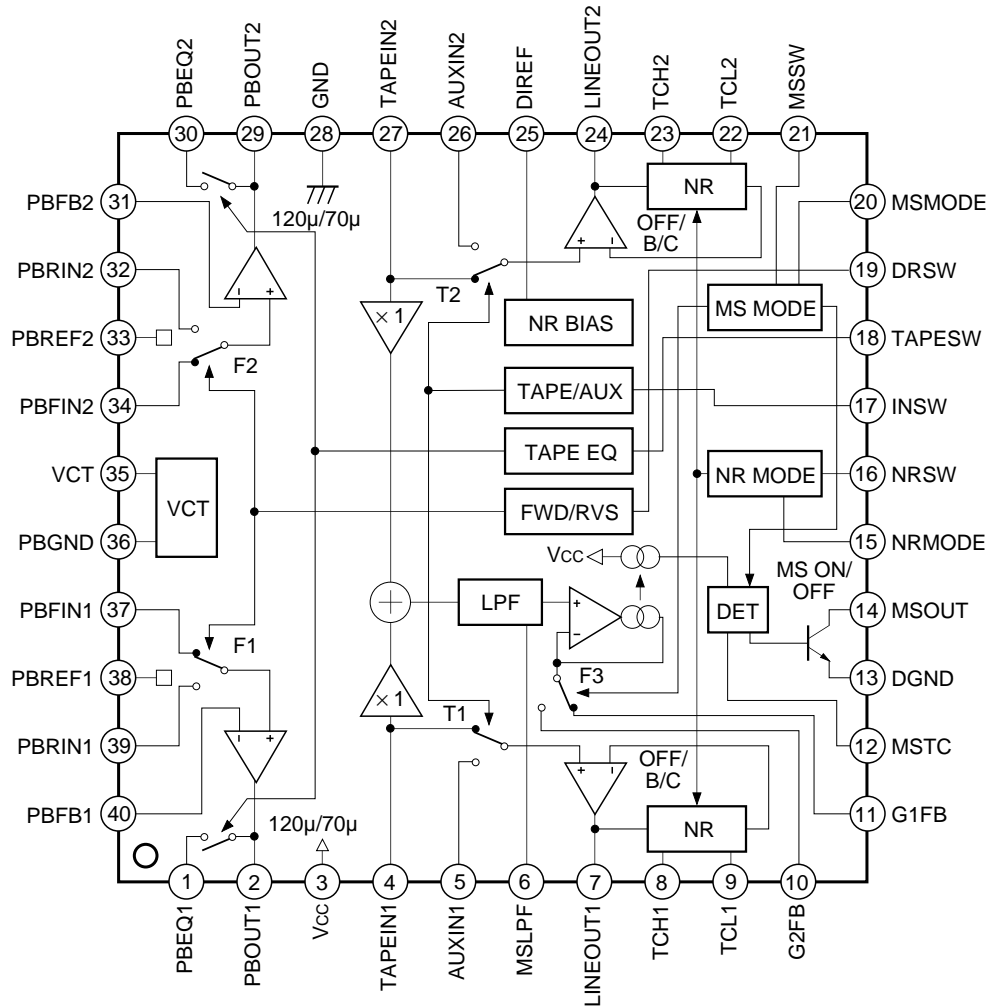 PBEQ2
PBOUT2
GND
TAPEIN2
AUXIN2
DIREF
LINEOUT2
TCH2
TCL2
MSSW
30
29
28
27
26
25
24
23
22
21
PBFB2
31
120μ/70μ
NR
OFF/
B/C
20
MSMODE
PBRIN2
32
− +
+ −
T2
19
DRSW
× 1
NR BIAS
MS MODE
PBREF2
33
F2
18
TAPESW
PBFIN2
34
TAPE/AUX
17
INSW
VCT
35
VCT
TAPE EQ
NR MODE
16
NRSW
PBGND
36
FWD/RVS
15
NRMODE
VCC
MS ON/
OFF
PBFIN1
37
+
LPF
+
−
DET
14
MSOUT
PBREF1
38
F1
F3
13
DGND
× 1
T1
PBRIN1
39
− +
+ −
OFF/
B/C
12
MSTC
PBFB1
40
120μ/70μ
NR
11
G1FB
1
2
3
4
5
6
7
8
9
10
PBEQ1
PBOUT1
VCC
TAPEIN1
AUXIN1
MSLPF
LINEOUT1
TCH1
TCL1
G2FB